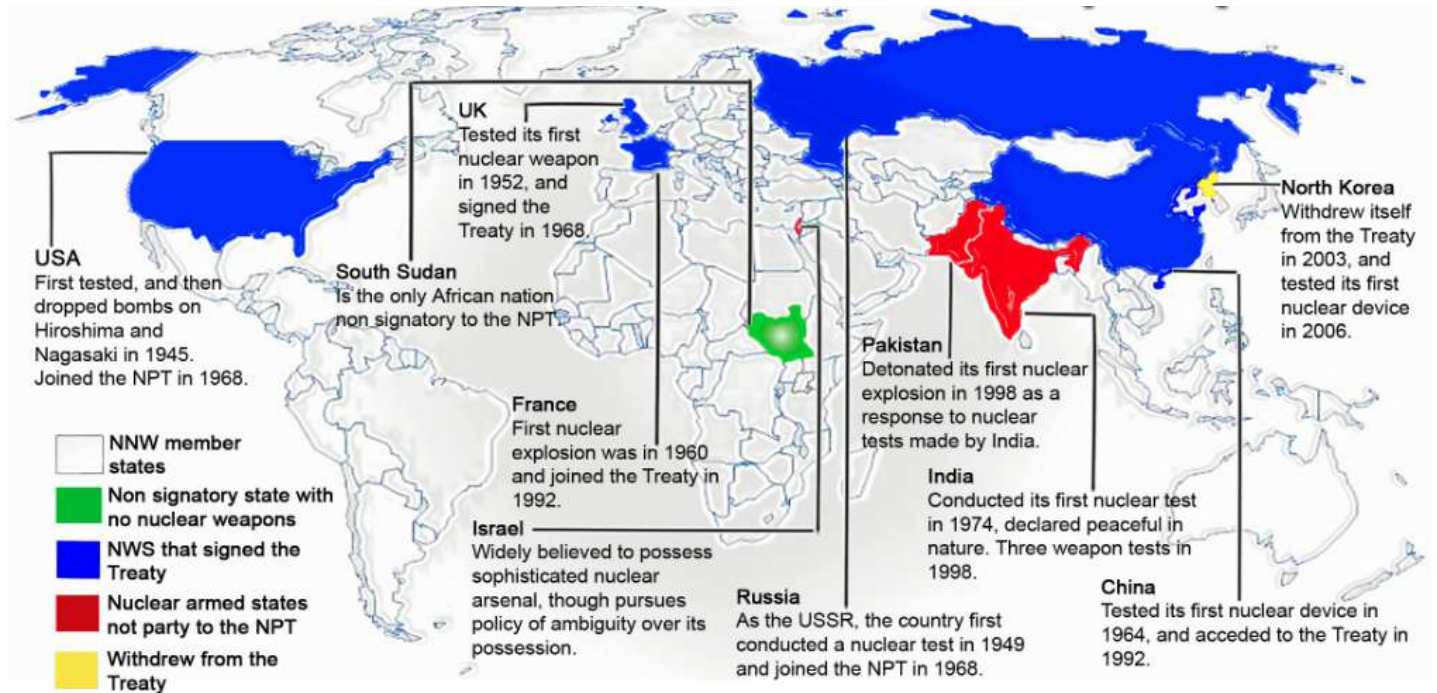 UK
Tested its first
nuclear weapon
in 1952, and
signed the
Treaty in 1968.
USA
First tested, and then
dropped bombs on
Hiroshima and
Nagasaki in 1945.
Joined the NPT in 1968.
South Sudan
Is the only African nation
non signatory to the NPT.
North Korea
Withdrew itself
from the Treaty
in 2003, and
tested its first
nuclear device
in 2006.
Pakistan
Detonated its first nuclear
explosion in 1998 as a
response to nuclear
tests made by India.
France
First nuclear
explosion was in 1960
and joined the Treaty in
1992.
India
Conducted its first nuclear test
in 1974, declared peaceful in
nature. Three weapon tests in
1998.
Israel
Widely believed to possess
sophisticated nuclear
arsenal, though pursues
policy of ambiguity over its
possession.
Russia
As the USSR, the country first
conducted a nuclear test in 1949
and joined the NPT in 1968.
China
Tested its first nuclear device in
1964, and acceded to the Treaty in
1992.
NNW member
states
Non signatory state with
no nuclear weapons
NWS that signed the
Treaty
Nuclear armed states
not party to the NPT
Withdrew from the
Treaty